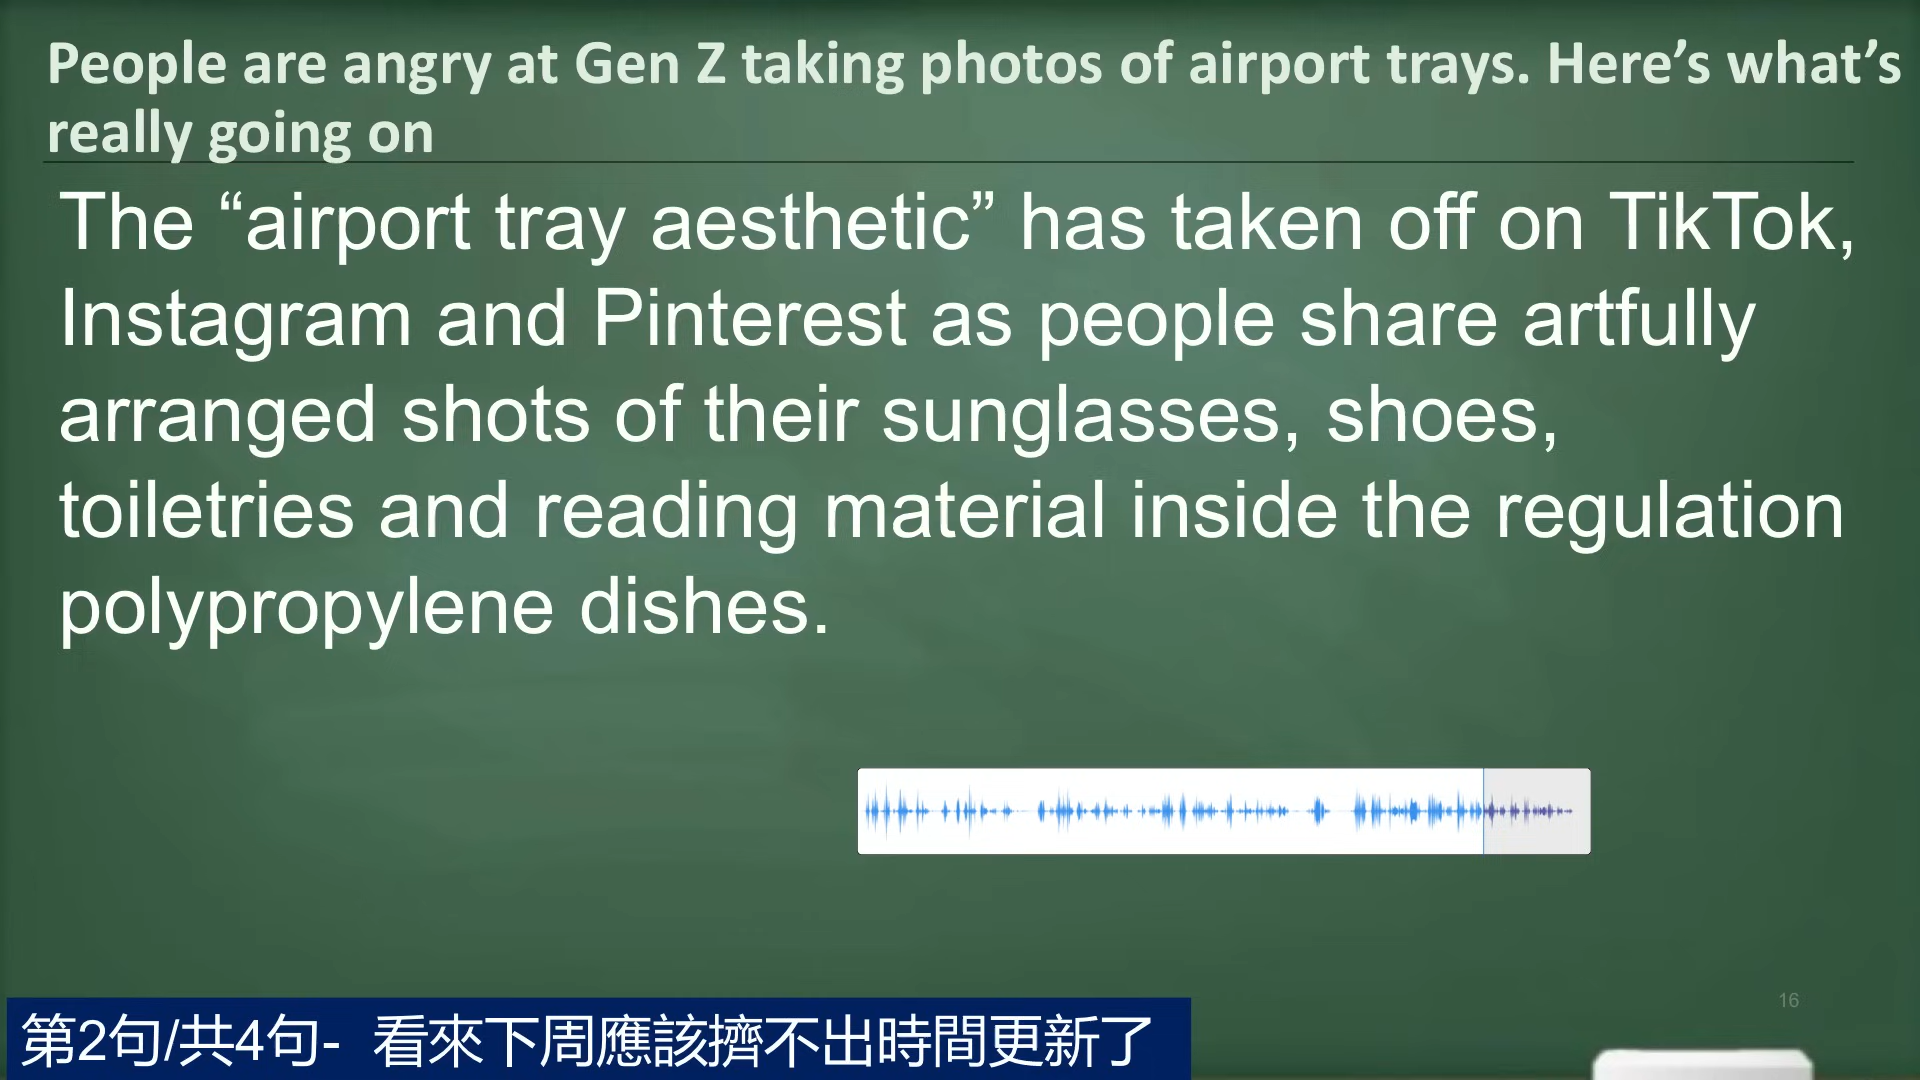 People are angry at Gen Z taking photos of airport trays. Here’s what’s
really going on
The “airport tray aesthetic” has taken off on TikTok,
Instagram and Pinterest as people share artfully
arranged shots of their sunglasses, shoes,
toiletries and reading material inside the regulation
polypropylene dishes.
16
第2句/共4句- 看來下周應該擠不出時間更新了